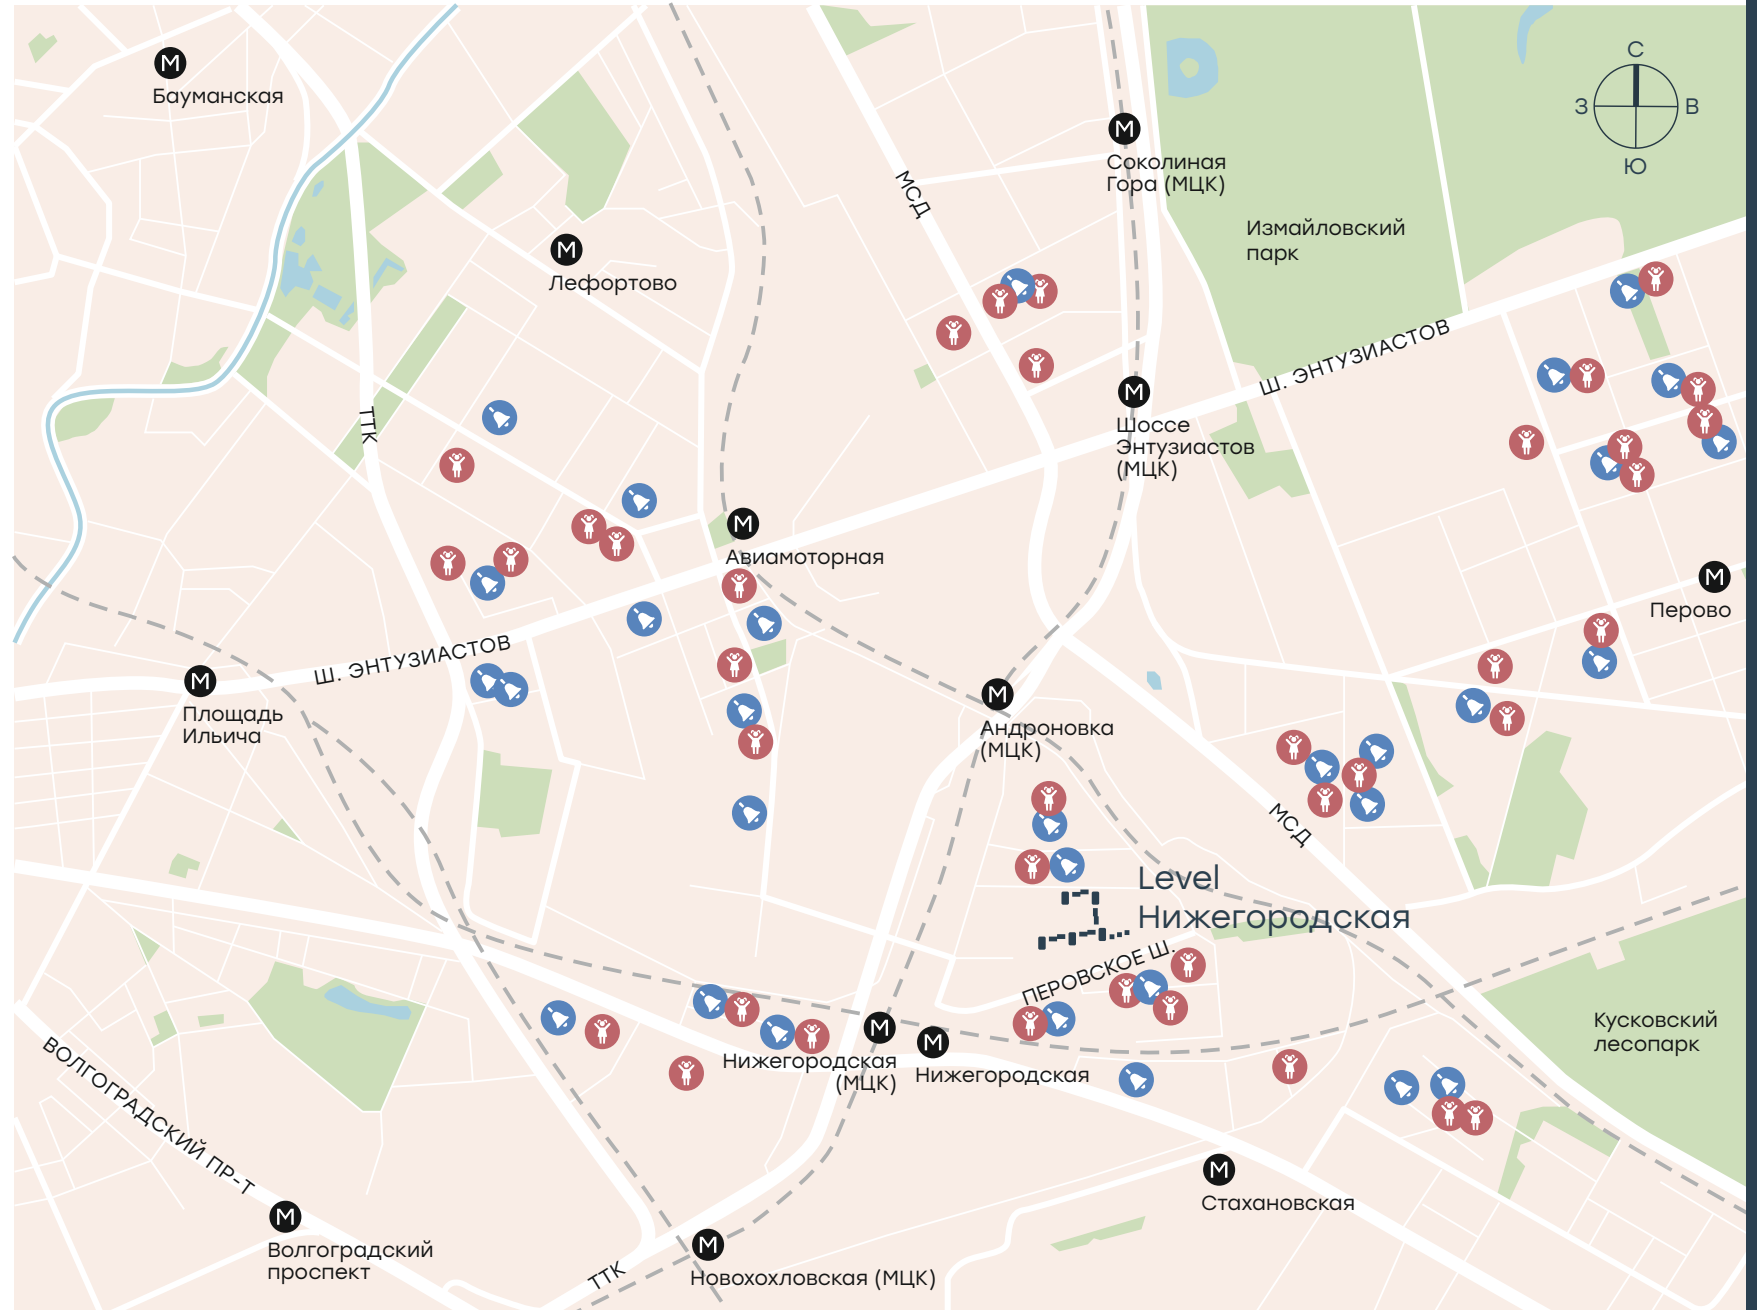 С
З
В
Ю
М
Бауманская
М
Соколиная
Гора (МЦК)
МСД
Измайловский
парк
М
Лефортово
Ш. ЭНТУЗИАСТОВ
М
Шоссе
Энтузиастов
(МЦК)
ТТК
М
Авиамоторная
М
Перово
Ш. ЭНТУЗИАСТОВ
М
Площадь
Ильича
М
Андроновка
(МЦК)
МСД
Level
Нижегородская
ПЕРОВСКОЕ Ш.
М
Нижегородская
(МЦК)
М
Нижегородская
Кусковский
лесопарк
ВОЛГОГРАДСКИЙ ПР-Т
М
Стахановская
М
Волгоградский
проспект
М
Новохохловская (МЦК)
ТТК